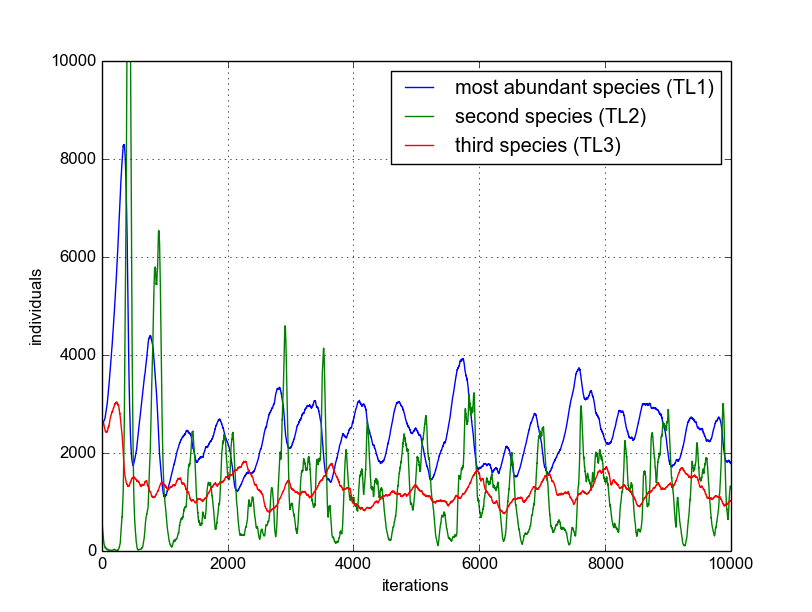 10000
8000
6000
4000
2000
0
individuals
most abundant species (TL1)
second species (TL2)
third species (TL3)
0 2000 4000 6000 8000 10000
iterations